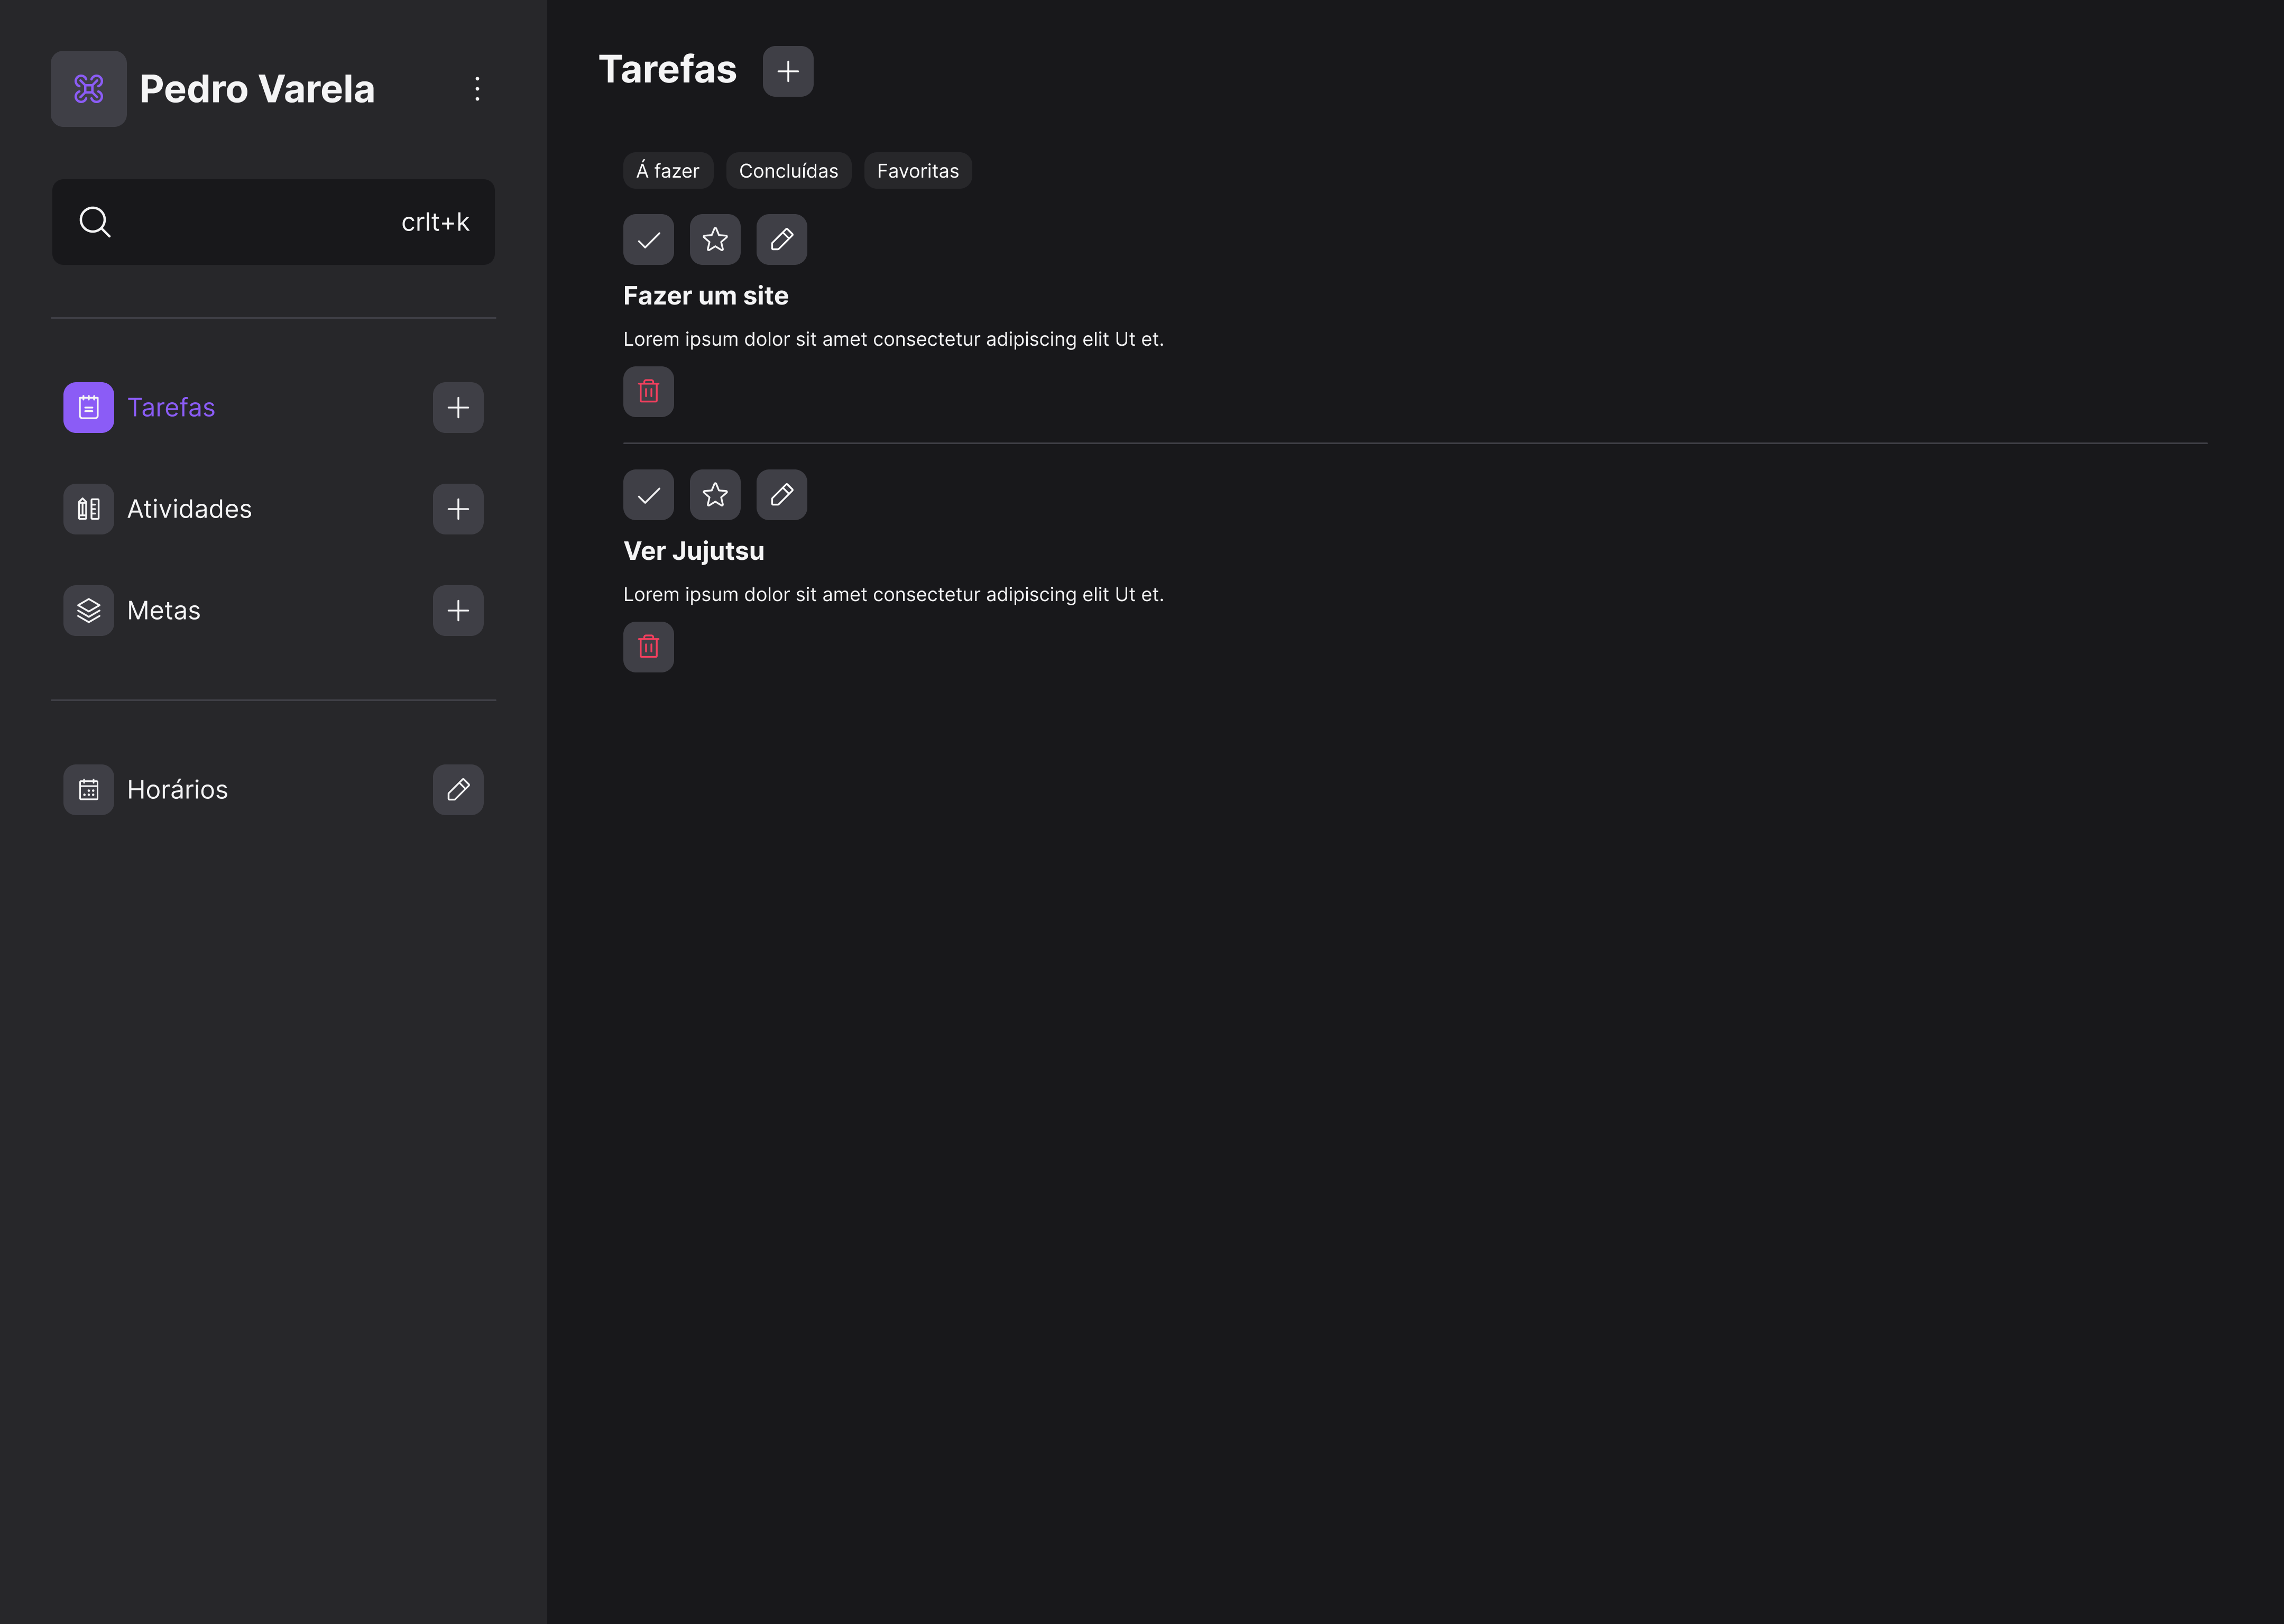 Pedro Varela
crlt+k
Tarefas
Atividades
Metas
Horários
Tarefas
Á fazer
Concluídas
Favoritas
Fazer um site
Lorem ipsum dolor sit amet consectetur adipiscing elit Ut et.
Ver Jujutsu
Lorem ipsum dolor sit amet consectetur adipiscing elit Ut et.